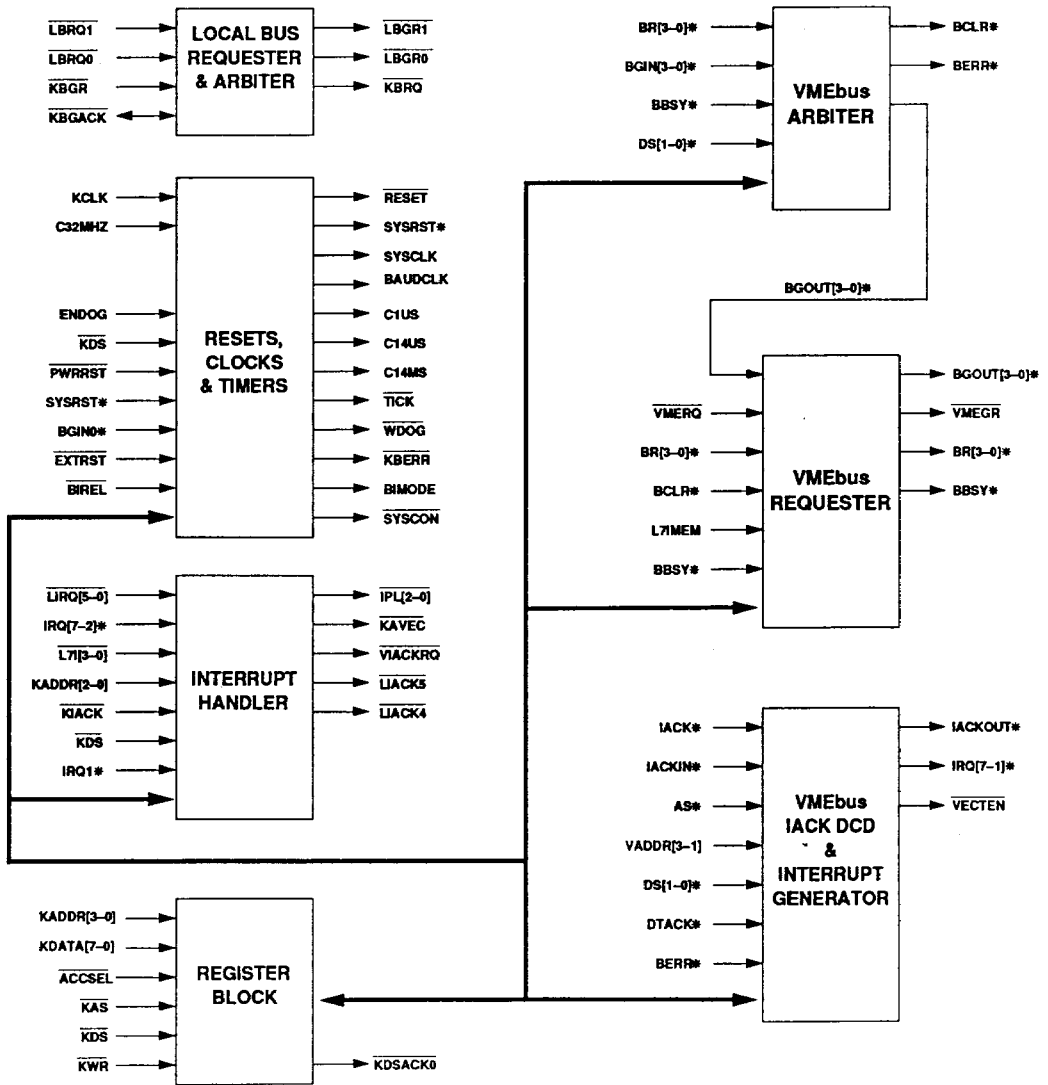 LBRQ1
LBRQ0
KBGR
KBGACK
LOCAL BUS
REQUESTER
& ARBITER
LBGR1
LBGR0
KBRQ
KCLK
C32MHZ
ENDOG
KDS
PWRRST
SYSRST*
BGIN0*
EXTRST
BIREL
RESETS,
CLOCKS
& TIMERS
RESET
SYSRST*
SYSCLK
BAUDCLK
C1US
C14US
C14MS
TICK
WDOG
KBERR
BIMODE
SYSCON
LIRQ[5-0]
IRQ[7-2]*
L7I[3-0]
KADDR[2-0]
KIACK
KDS
IRQ1*
INTERRUPT
HANDLER
IPL[2-0]
KAVEC
VIACKRQ
LIACK5
LIACK4
KADDR[3-0]
KDATA[7-0]
ACCSEL
KAS
KDS
KWR
REGISTER
BLOCK
KDSACK0
BR[3-0]*
BGIN[3-0]*
BBSY*
DS[1-0]*
VMEbus
ARBITER
BCLR*
BERR*
BGOUT[3-0]*
VMERQ
BR[3-0]*
BCLR*
L7IMEM
BBSY*
VMEbus
REQUESTER
BGOUT[3-0]*
VMEGR
BR[3-0]*
BBSY*
IACK*
IACKIN*
AS*
VADDR[3-1]
DS[1-0]*
DTACK*
BERR*
VMEbus
IACK DCD
&
INTERRUPT
GENERATOR
IACKOUT*
IRQ[7-1]*
VECTEN